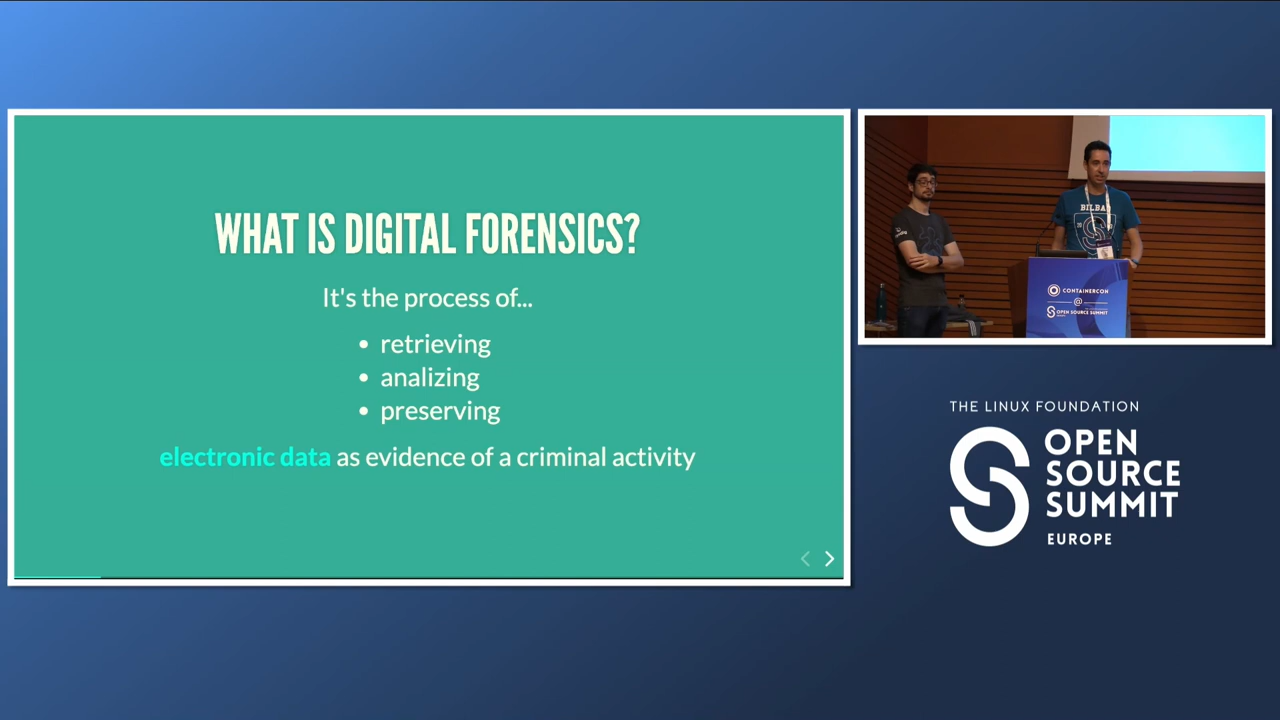 WHAT IS DIGITAL FORENSICS?
It's the process of...
• retrieving
• analizing
• preserving
electronic data as evidence of a criminal activity
BILBA
CONTAINERCON
@
OPEN SOURCE SUMMIT
THE LINUX FOUNDATION
OPEN
SOURCE
SUMMIT
EUROPE